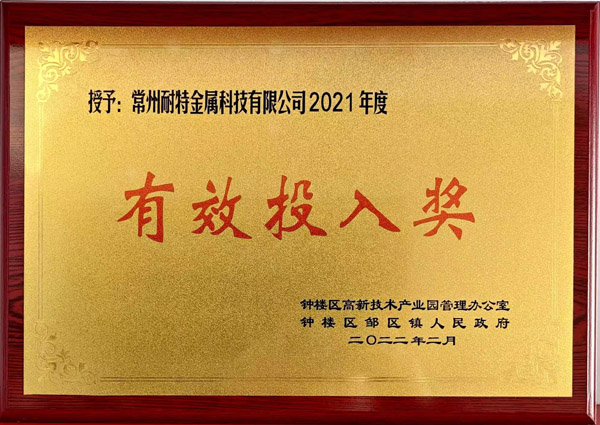 授予：常州耐特金属科技有限公司2021年度
有效投入奖
钟楼区高新技术产业园管理办公室
钟楼区邹区镇人民政府
二〇二二年二月